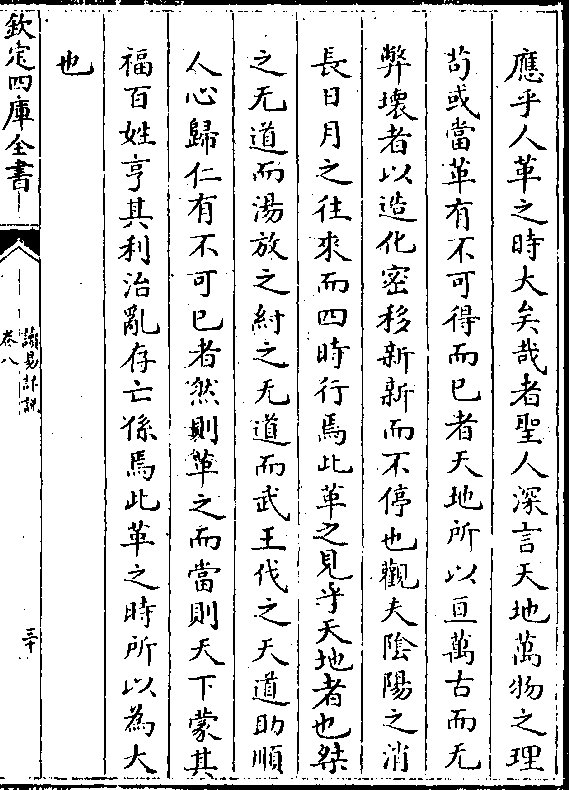 應乎人革之時大矣哉者聖人深言天地萬物之理
苟或當革有不可得而已者天地所以亘萬古而无
弊壞者以造化密移新新而不停也觀夫陰陽之消
長日月之往來而四時行焉此革之見乎天地者也桀
之无道而湯放之紂之无道而武王伐之天道助順
人心歸仁有不可已者然則革之而當則天下蒙其
福百姓亨其利治亂存亡係焉此革之時所以為大
也
欽定四庫全書
讀易詳說
卷八
三十